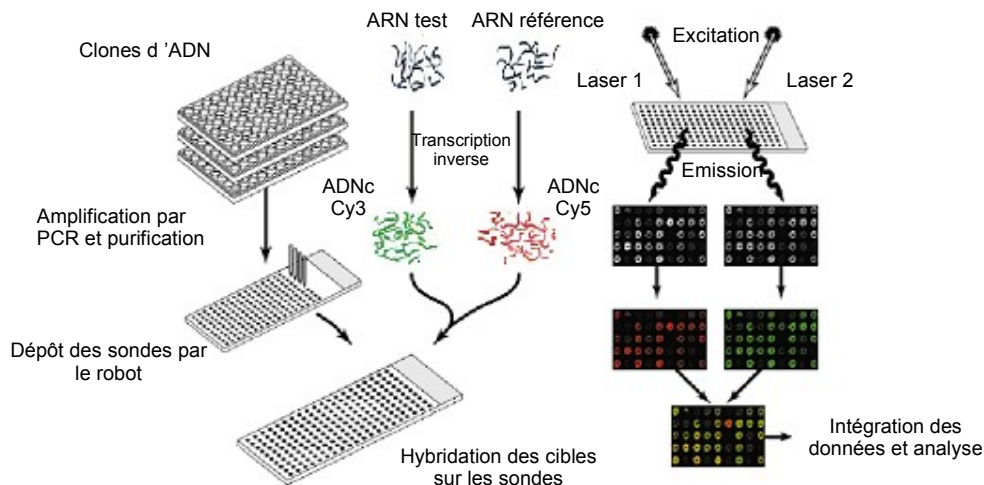 Clones d 'ADN
Amplification par
PCR et purification
Dépôt des sondes par
le robot
ARN test
ARN référence
Transcription
inverse
ADNc
Cy3
ADNc
Cy5
Hybridation des cibles
sur les sondes
Excitation
Laser 1
Laser 2
Emission
Intégration des
données et analyse